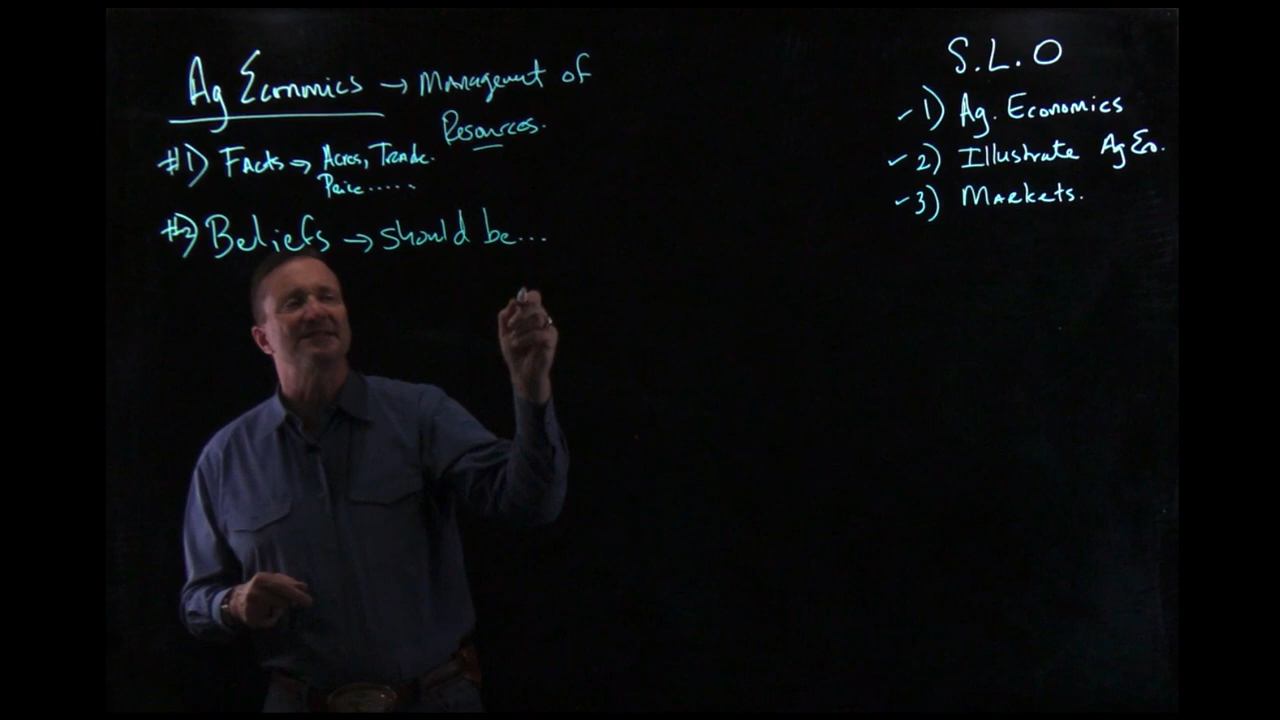 Ag Economics → Management of
Resources.
#1) Facts → Acres, Trade.
Price......
#2) Beliefs → should be...
S.L.O
✓ 1) Ag. Economics
✓ 2) Illustrate Ag Ec.
✓ 3) Markets.